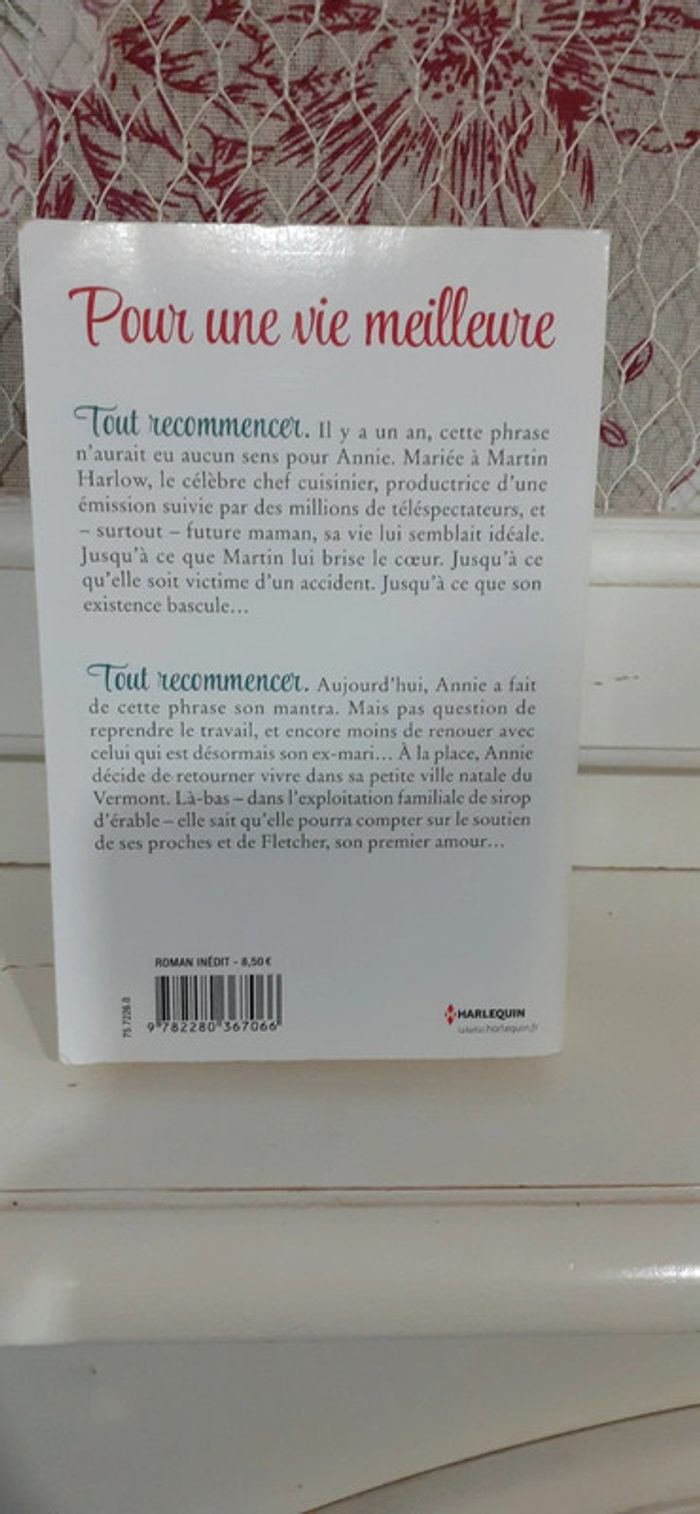 Pour une vie meilleure
Tout recommencer. Il y a un an, cette phrase
n'aurait eu aucun sens pour Annie. Mariée à Martin
Harlow, le célèbre chef cuisinier, productrice d'une
émission suivie par des millions de téléspectateurs, et
– surtout – future maman, sa vie lui semblait idéale.
Jusqu'à ce que Martin lui brise le cœur. Jusqu'à ce
qu'elle soit victime d'un accident. Jusqu'à ce que son
existence bascule...
Tout recommencer. Aujourd'hui, Annie a fait
de cette phrase son mantra. Mais pas question de
reprendre le travail, et encore moins de renouer avec
celui qui est désormais son ex-mari... À la place, Annie
décide de retourner vivre dans sa petite ville natale du
Vermont. Là-bas – dans l'exploitation familiale de sirop
d'érable – elle sait qu'elle pourra compter sur le soutien
de ses proches et de Fletcher, son premier amour...
ROMAN INÉDIT - 8,50 €
75.7226.0
9 782280 367066
HARLEQUIN
www.harlequin.fr